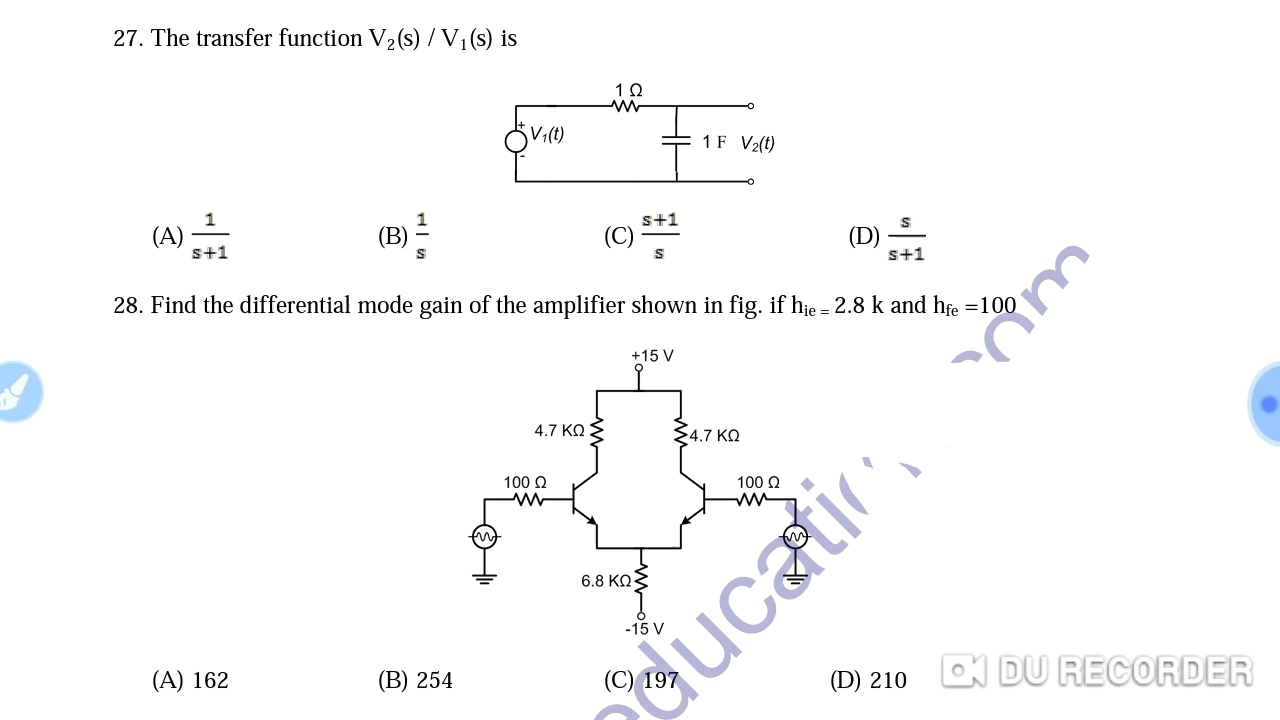 27. The transfer function V₂(s) / V₁(s) is
1 Ω
+
V₁(t)
-
1 F V₂(t)
(A) 1/(s+1) (B) 1/s (C) (s+1)/s (D) s/(s+1)
28. Find the differential mode gain of the amplifier shown in fig. if hᵢₑ = 2.8 k and hfe =100
+15 V
4.7 KΩ 4.7 KΩ
100 Ω 100 Ω
6.8 KΩ
-15 V
(A) 162 (B) 254 (C) 197 (D) 210
DU RECORDER